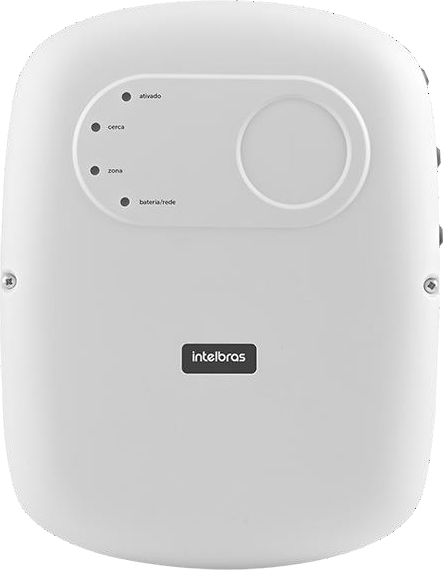 ativado
cerca
zona
bateria/rede
intelbras